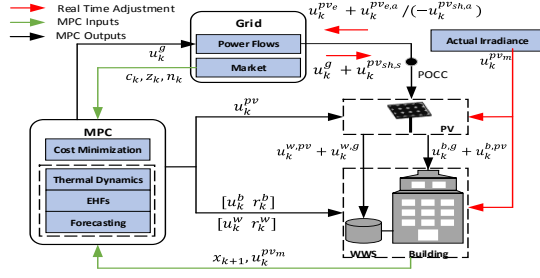 Real Time Adjustment
MPC Inputs
MPC Outputs
Grid
Power Flows
Market
u_k^{pv_e} + u_k^{pv_{e,a}} / (-u_k^{pv_{sh,a}})
u_k^g
u_k^g + u_k^{pv_{sh,s}}
Actual Irradiance
u_k^{pv_m}
c_k, z_k, n_k
POCC
MPC
Cost Minimization
Thermal Dynamics
EHFs
Forecasting
u_k^{pv}
PV
u_k^{w,pv} + u_k^{w,g}
u_k^{b,g} + u_k^{b,pv}
[u_k^b r_k^b]
[u_k^w r_k^w]
WWS
Building
x_{k+1}, u_k^{pv_m}